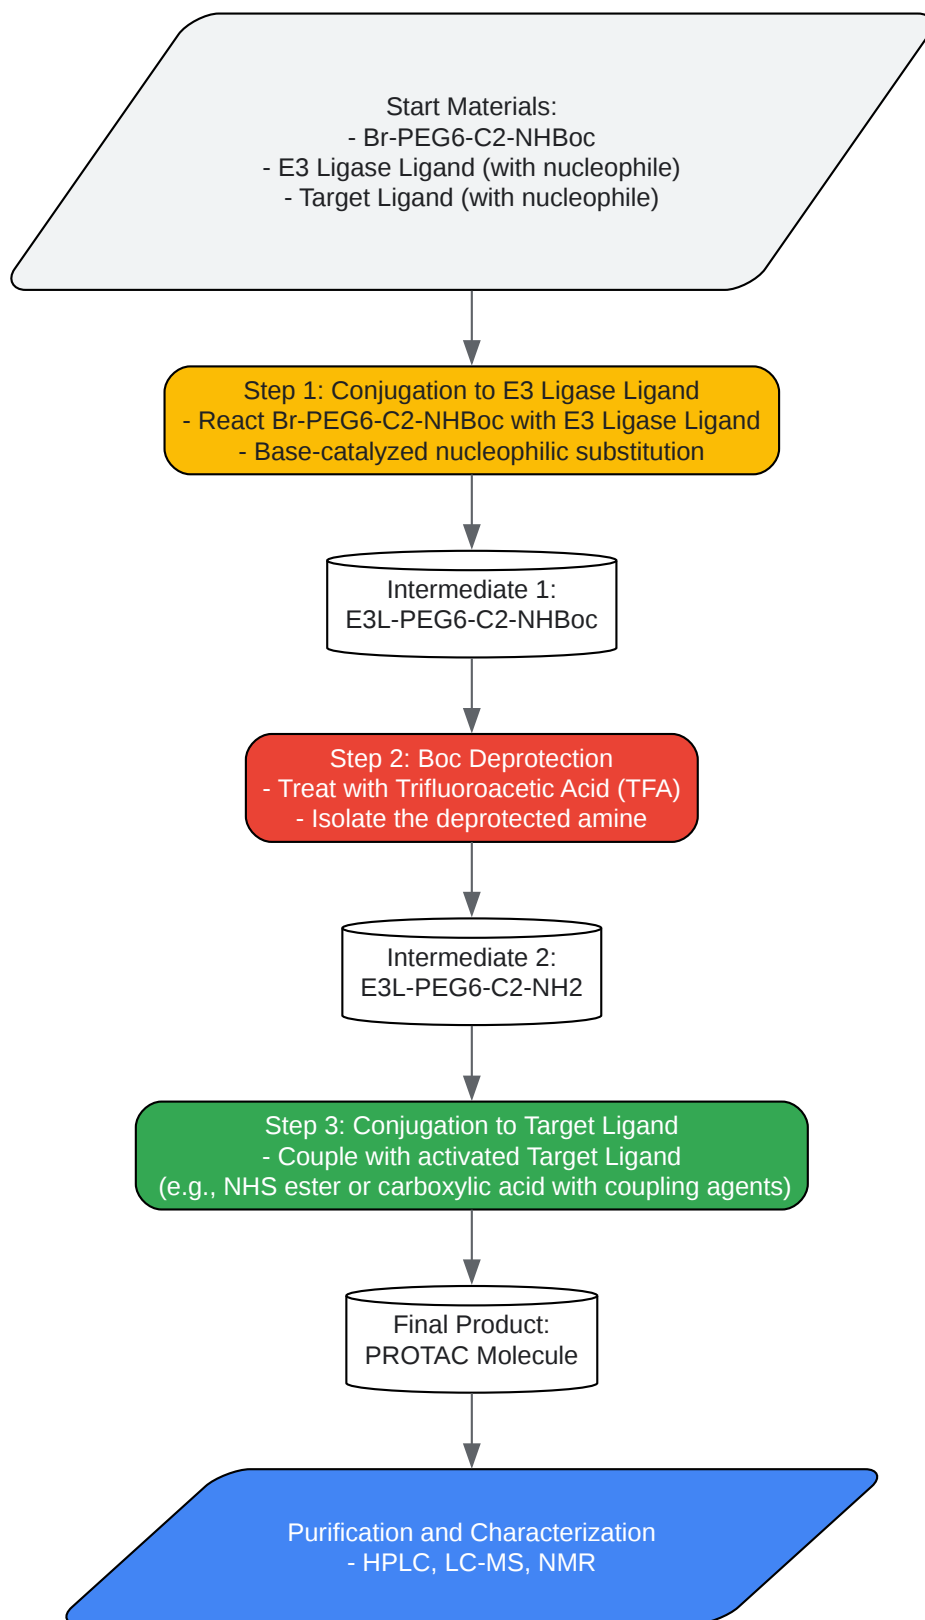 Start Materials:
- Br-PEG6-C2-NHBoc
- E3 Ligase Ligand (with nucleophile)
- Target Ligand (with nucleophile)
Step 1: Conjugation to E3 Ligase Ligand
- React Br-PEG6-C2-NHBoc with E3 Ligase Ligand
- Base-catalyzed nucleophilic substitution
Intermediate 1:
E3L-PEG6-C2-NHBoc
Step 2: Boc Deprotection
- Treat with Trifluoroacetic Acid (TFA)
- Isolate the deprotected amine
Intermediate 2:
E3L-PEG6-C2-NH2
Step 3: Conjugation to Target Ligand
- Couple with activated Target Ligand
(e.g., NHS ester or carboxylic acid with coupling agents)
Final Product:
PROTAC Molecule
Purification and Characterization
- HPLC, LC-MS, NMR